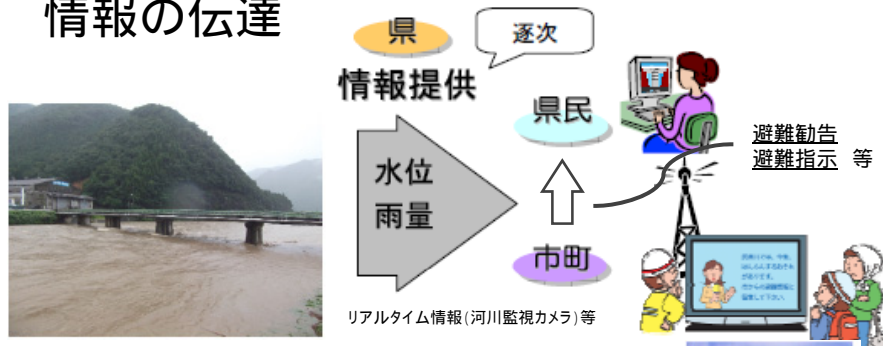 情報の伝達
県
逐次
情報提供
県民
避難勧告
避難指示 等
水位
雨量
市町
リアルタイム情報(河川監視カメラ)等